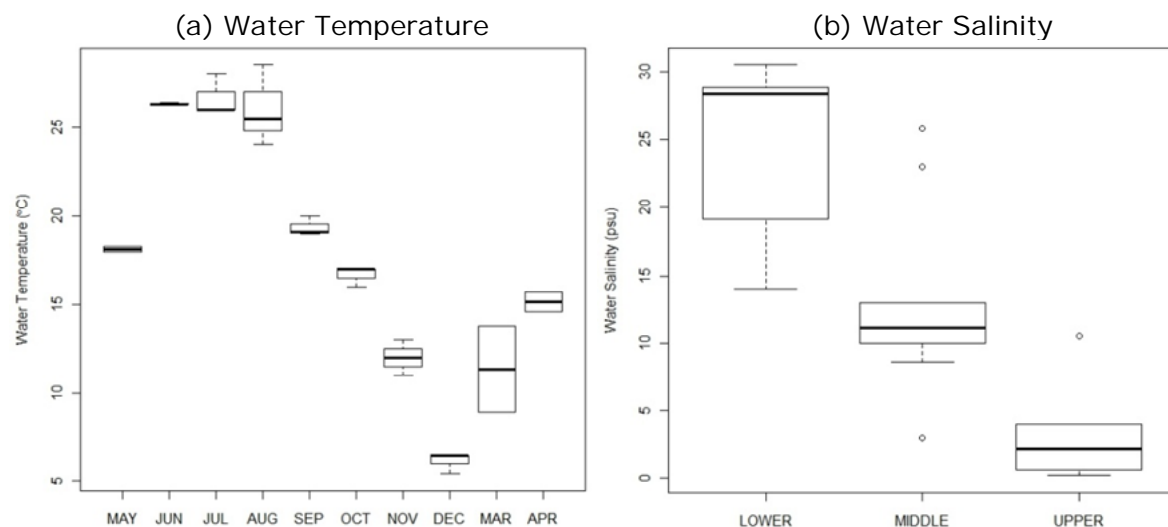 (a) Water Temperature
(b) Water Salinity
Water Temperature (ºC)
25
20
15
10
5
MAY JUN JUL AUG SEP OCT NOV DEC MAR APR
Water Salinity (psu)
30
25
20
15
10
5
0
LOWER MIDDLE UPPER